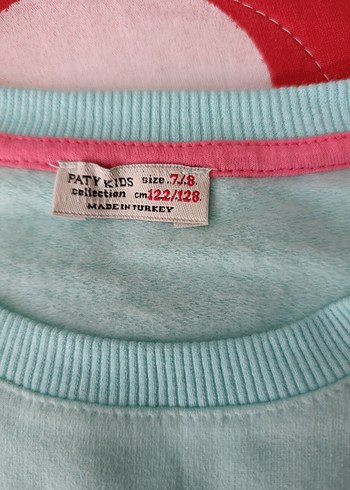 PATY KIDS size 7/8
collection cm 122/128
MADE IN TURKEY